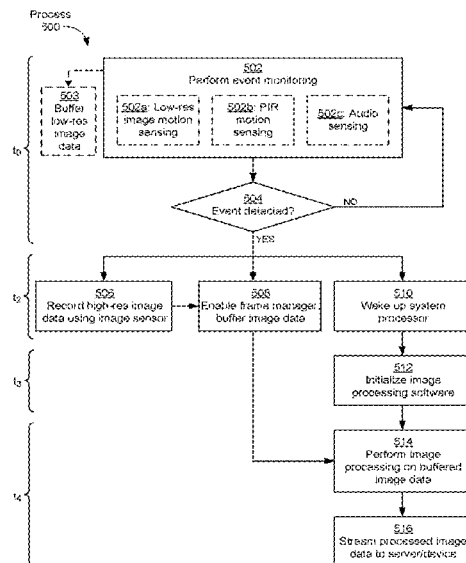 Process
500
502
Perform event monitoring
503
Buffer
low-res
image
data
502a: Low-res
image motion
sensing
502b: PIR
motion
sensing
502c: Audio
sensing
504
Event detected?
NO
YES
506
Record high-res image
data using image sensor
508
Enable frame manager,
buffer image data
510
Wake up system
processor
512
Initialize image
processing software
514
Perform image
processing on buffered
image data
516
Stream processed image
data to server/device
t2
t3
t4